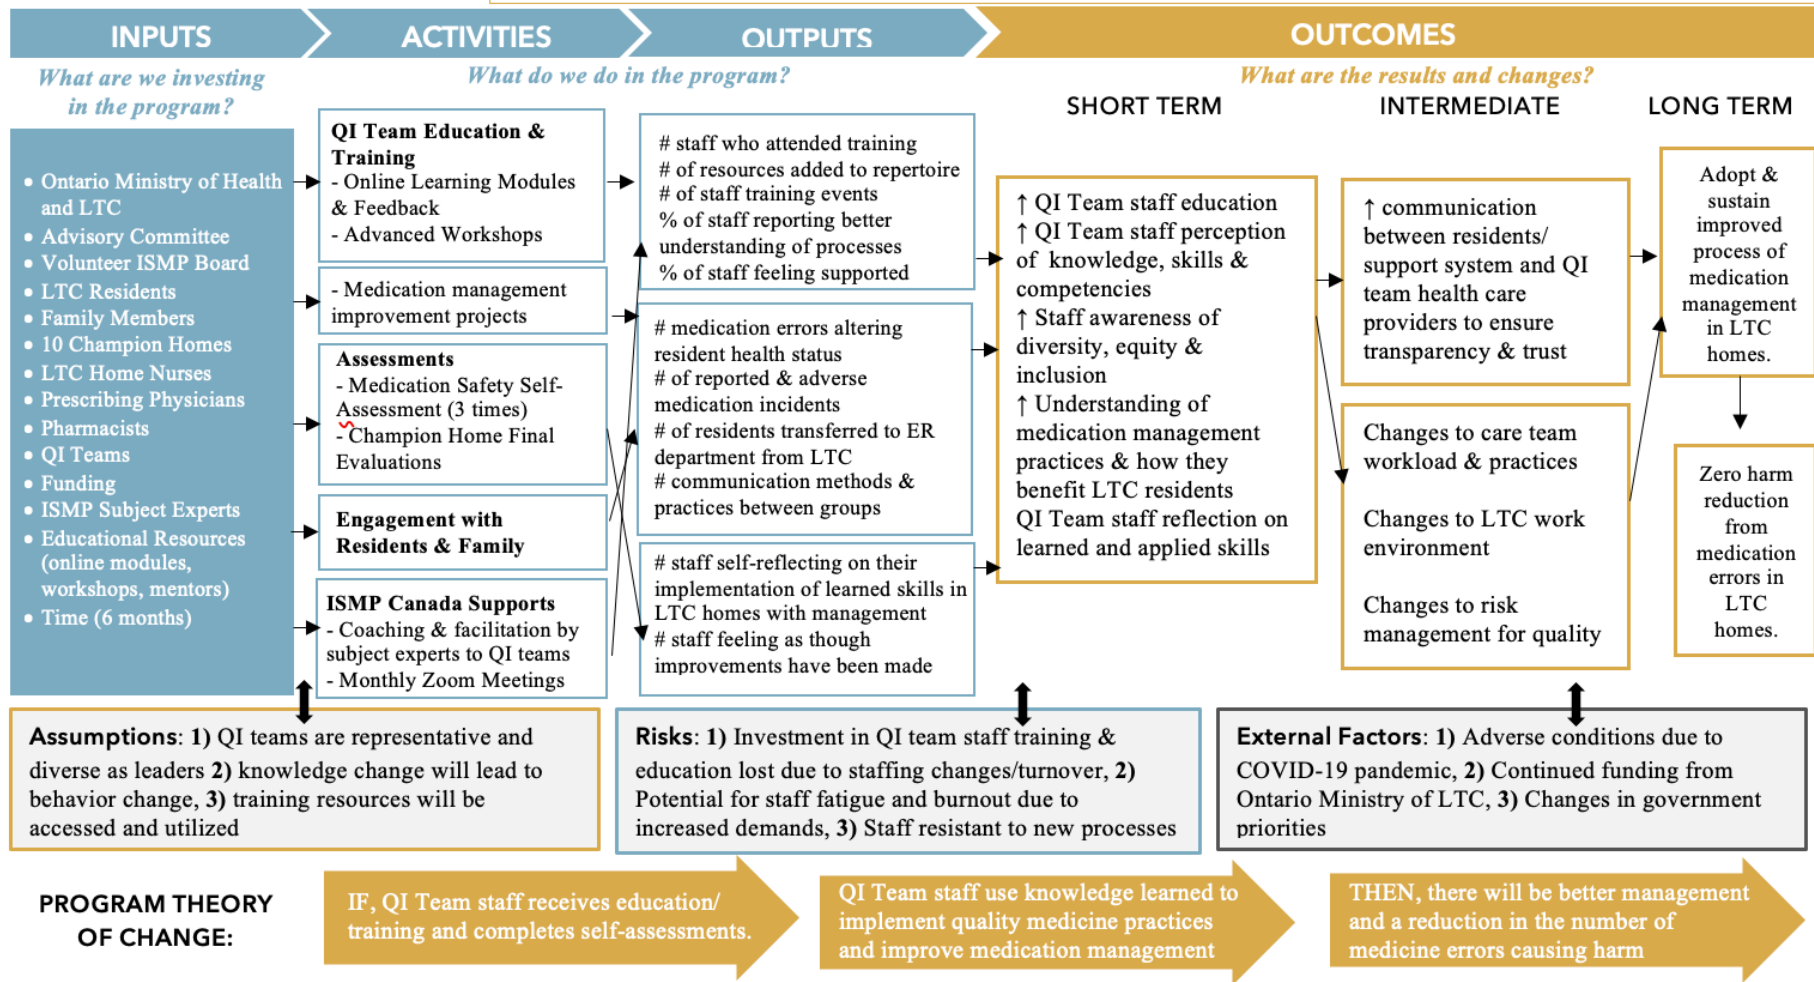 INPUTS
ACTIVITIES
OUTPUTS
OUTCOMES
What are we investing
in the program?
What do we do in the program?
What are the results and changes?
SHORT TERM
INTERMEDIATE
LONG TERM
• Ontario Ministry of Health
and LTC
• Advisory Committee
• Volunteer ISMP Board
• LTC Residents
• Family Members
• 10 Champion Homes
• LTC Home Nurses
• Prescribing Physicians
• Pharmacists
• QI Teams
• Funding
• ISMP Subject Experts
• Educational Resources
(online modules,
workshops, mentors)
• Time (6 months)
QI Team Education &
Training
- Online Learning Modules
& Feedback
- Advanced Workshops
- Medication management
improvement projects
Assessments
- Medication Safety Self-
Assessment (3 times)
- Champion Home Final
Evaluations
Engagement with
Residents & Family
ISMP Canada Supports
- Coaching & facilitation by
subject experts to QI teams
- Monthly Zoom Meetings
# staff who attended training
# of resources added to repertoire
# of staff training events
% of staff reporting better
understanding of processes
% of staff feeling supported
# medication errors altering
resident health status
# of reported & adverse
medication incidents
# of residents transferred to ER
department from LTC
# communication methods &
practices between groups
# staff self-reflecting on their
implementation of learned skills in
LTC homes with management
# staff feeling as though
improvements have been made
↑ QI Team staff education
↑ QI Team staff perception
of knowledge, skills &
competencies
↑ Staff awareness of
diversity, equity &
inclusion
↑ Understanding of
medication management
practices & how they
benefit LTC residents
QI Team staff reflection on
learned and applied skills
↑ communication
between residents/
support system and QI
team health care
providers to ensure
transparency & trust
Changes to care team
workload & practices
Changes to LTC work
environment
Changes to risk
management for quality
Adopt &
sustain
improved
process of
medication
management
in LTC
homes.
Zero harm
reduction
from
medication
errors in
LTC
homes.
Assumptions: 1) QI teams are representative and
diverse as leaders 2) knowledge change will lead to
behavior change, 3) training resources will be
accessed and utilized
Risks: 1) Investment in QI team staff training &
education lost due to staffing changes/turnover, 2)
Potential for staff fatigue and burnout due to
increased demands, 3) Staff resistant to new processes
External Factors: 1) Adverse conditions due to
COVID-19 pandemic, 2) Continued funding from
Ontario Ministry of LTC, 3) Changes in government
priorities
PROGRAM THEORY
OF CHANGE:
IF, QI Team staff receives education/
training and completes self-assessments.
QI Team staff use knowledge learned to
implement quality medicine practices
and improve medication management
THEN, there will be better management
and a reduction in the number of
medicine errors causing harm